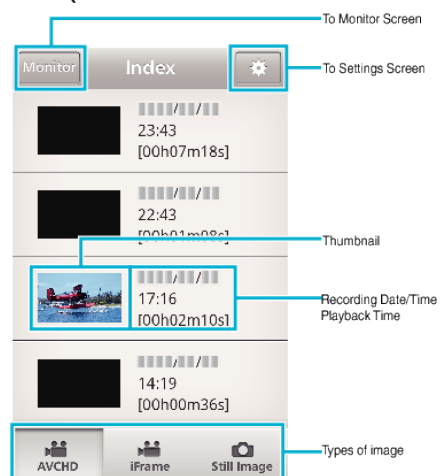 To Monitor Screen
Monitor
Index
To Settings Screen
23:43
[00h07m18s]
22:43
[00h01m08s]
Thumbnail
17:16
[00h02m10s]
Recording Date/Time
Playback Time
14:19
[00h00m36s]
AVCHD
iFrame
Still Image
Types of image